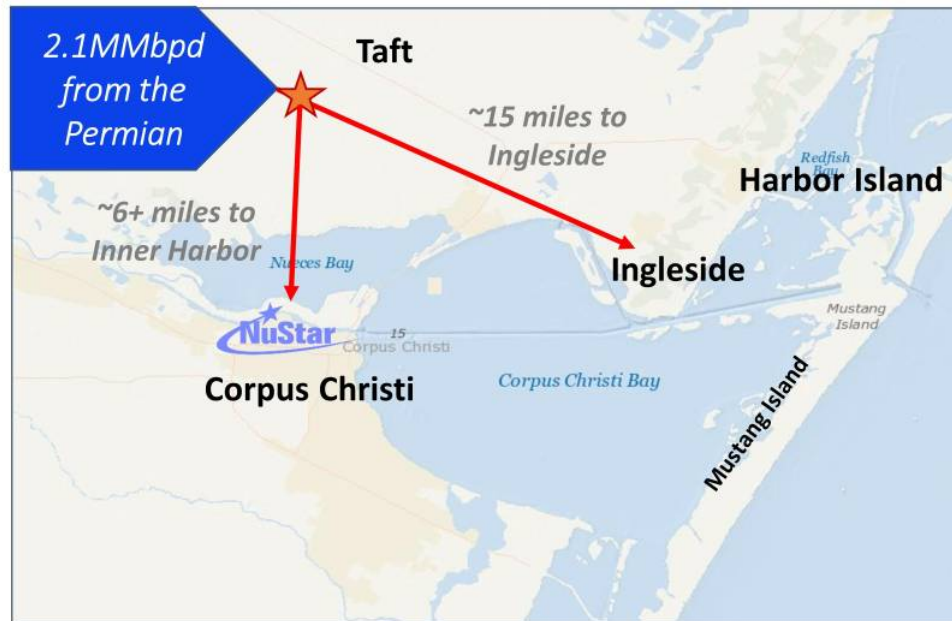 2.1MMbpd
from the
Permian
Taft
~15 miles to
Ingleside
Redfish
Bay
Harbor Island
~6+ miles to
Inner Harbor
Nueces Bay
Ingleside
NuStar
15
Corpus Christi
Mustang
Island
Corpus Christi
Corpus Christi Bay
Mustang Island